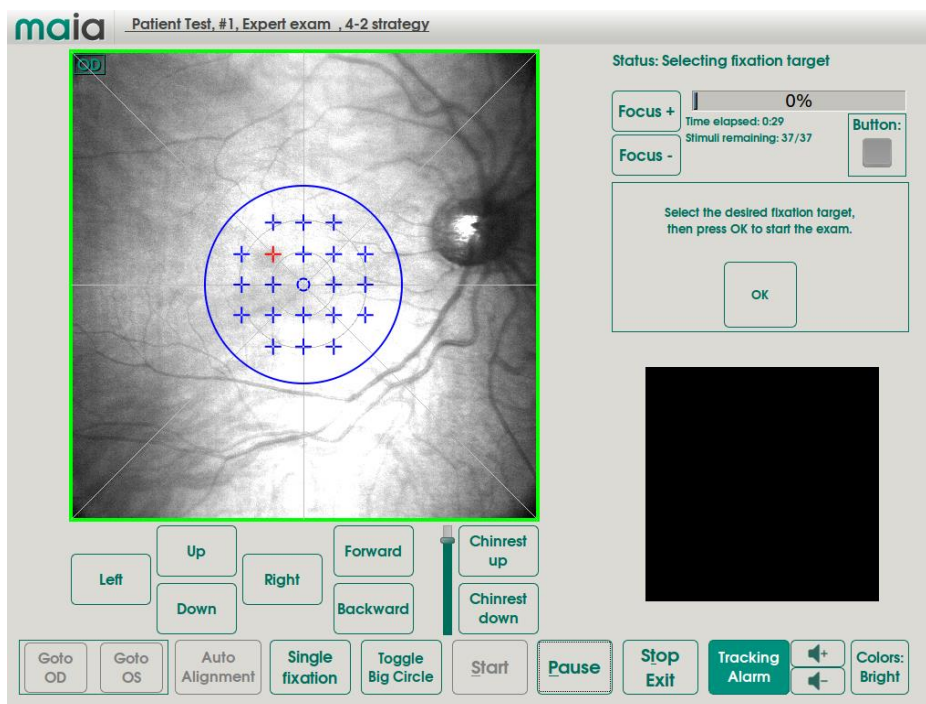 maia
Patient Test, #1, Expert exam , 4-2 strategy
OD
Status: Selecting fixation target
Focus +
0%
Time elapsed: 0:29
Stimuli remaining: 37/37
Button:
Focus -
Select the desired fixation target,
then press OK to start the exam.
OK
Left
Up
Down
Right
Forward
Backward
Chinrest
up
Chinrest
down
Goto
OD
Goto
OS
Auto
Alignment
Single
fixation
Toggle
Big Circle
Start
Pause
Stop
Exit
Tracking
Alarm
+
-
Colors:
Bright